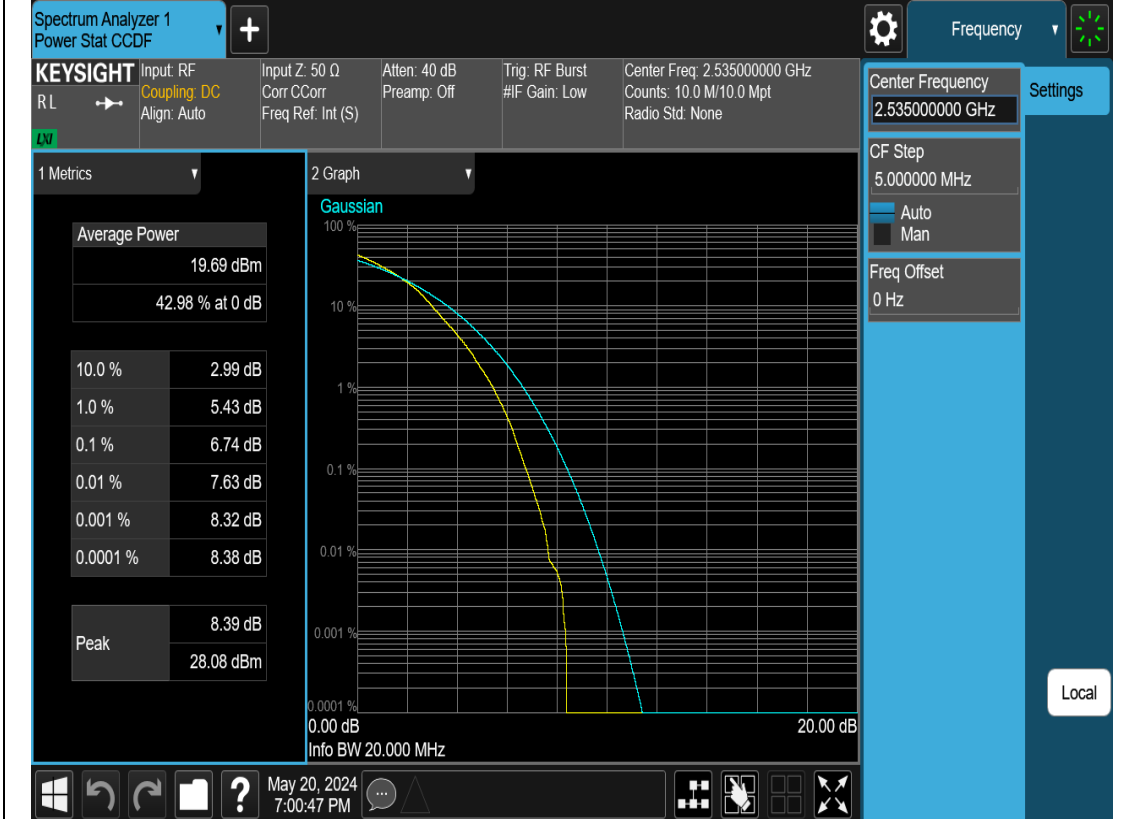 Spectrum Analyzer 1
Power Stat CCDF
+
Frequency
KEYSIGHT
RL
LXI
Input: RF
Coupling: DC
Align: Auto
Input Z: 50 Ω
Corr CCorr
Freq Ref: Int (S)
Atten: 40 dB
Preamp: Off
Trig: RF Burst
#IF Gain: Low
Center Freq: 2.535000000 GHz
Counts: 10.0 M/10.0 Mpt
Radio Std: None
Center Frequency
2.535000000 GHz
Settings
CF Step
5.000000 MHz
Auto
Man
Freq Offset
0 Hz
Local
1 Metrics
Average Power
19.69 dBm
42.98 % at 0 dB
10.0 % 2.99 dB
1.0 % 5.43 dB
0.1 % 6.74 dB
0.01 % 7.63 dB
0.001 % 8.32 dB
0.0001 % 8.38 dB
Peak
8.39 dB
28.08 dBm
2 Graph
Gaussian
100 %
10 %
1 %
0.1 %
0.01 %
0.001 %
0.0001 %
0.00 dB 20.00 dB
Info BW 20.000 MHz
?
May 20, 2024
7:00:47 PM